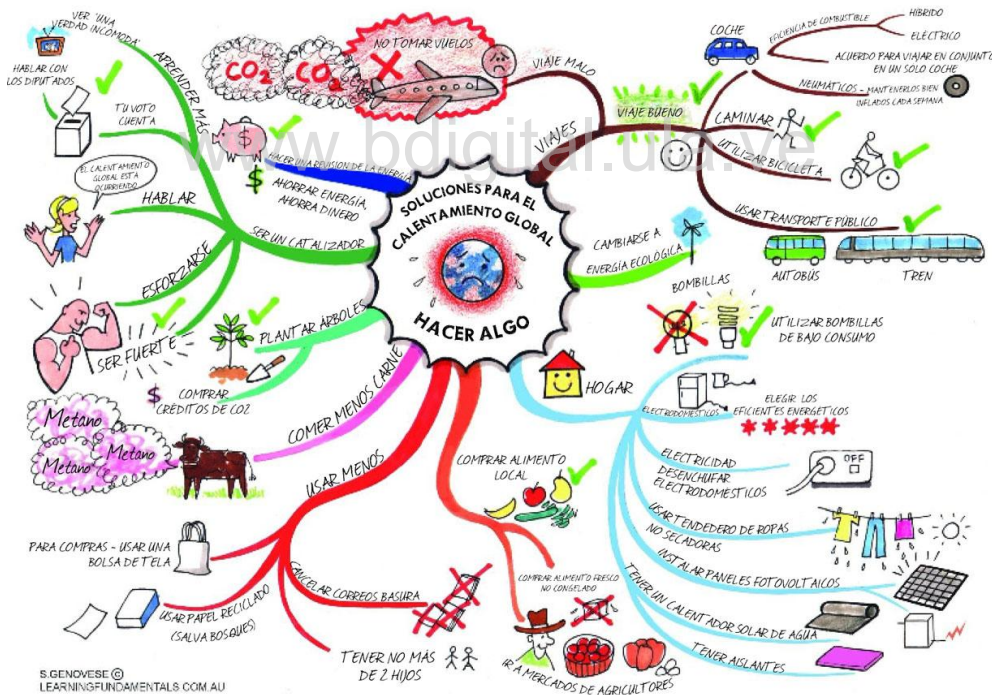 SOLUCIONES PARA EL
CALENTAMIENTO GLOBAL
HACER ALGO
www.bdigital.ula.ve
VIAJES
VIAJE MALO
NO TOMAR VUELOS
CO2
CO2
VIAJE BUENO
COCHE
EFICIENCIA DE COMBUSTIBLE
HIBRIDO
ELÉCTRICO
ACUERDO PARA VIAJAR EN CONJUNTO
EN UN SOLO COCHE
NEUMÁTICOS - MANTENERLOS BIEN
INFLADOS CADA SEMANA
CAMINAR
UTILIZAR BICICLETA
USAR TRANSPORTE PÚBLICO
AUTOBÚS
TREN
CAMBIARSE A
ENERGÍA ECOLÓGICA
HOGAR
BOMBILLAS
UTILIZAR BOMBILLAS
DE BAJO CONSUMO
ELECTRODOMÉSTICOS
ELEGIR LOS
EFICIENTES ENERGÉTICOS
ELECTRICIDAD
DESENCHUFAR
ELECTRODOMÉSTICOS
OFF
USAR TENDEDERO DE ROPAS
NO SECADORAS
INSTALAR PANELES FOTOVOLTAICOS
TENER UN CALENTADOR SOLAR DE AGUA
TENER AISLANTES
COMPRAR ALIMENTO
LOCAL
COMPRAR ALIMENTO FRESCO
NO CONGELADO
IR A MERCADOS DE AGRICULTORES
USAR MENOS
PARA COMPRAS - USAR UNA
BOLSA DE TELA
USAR PAPEL RECICLADO
(SALVA BOSQUES)
CANCELAR CORREOS BASURA
TENER NO MÁS
DE 2 HIJOS
COMER MENOS CARNE
Metano
Metano
Metano
PLANTAR ÁRBOLES
$ COMPRAR
CRÉDITOS DE CO2
SER UN CATALIZADOR
APRENDER MÁS
VER "UNA
VERDAD INCOMODA"
HABLAR CON
LOS DIPUTADOS
TU VOTO
CUENTA
HABLAR
EL CALENTAMIENTO
GLOBAL ESTÁ
OCURRIENDO
ESFORZARSE
SER FUERTE
HACER UNA REVISION DE LA ENERGÍA
$
$ AHORRAR ENERGÍA,
AHORRA DINERO
S.GENOVESE ©
LEARNINGFUNDAMENTALS.COM.AU